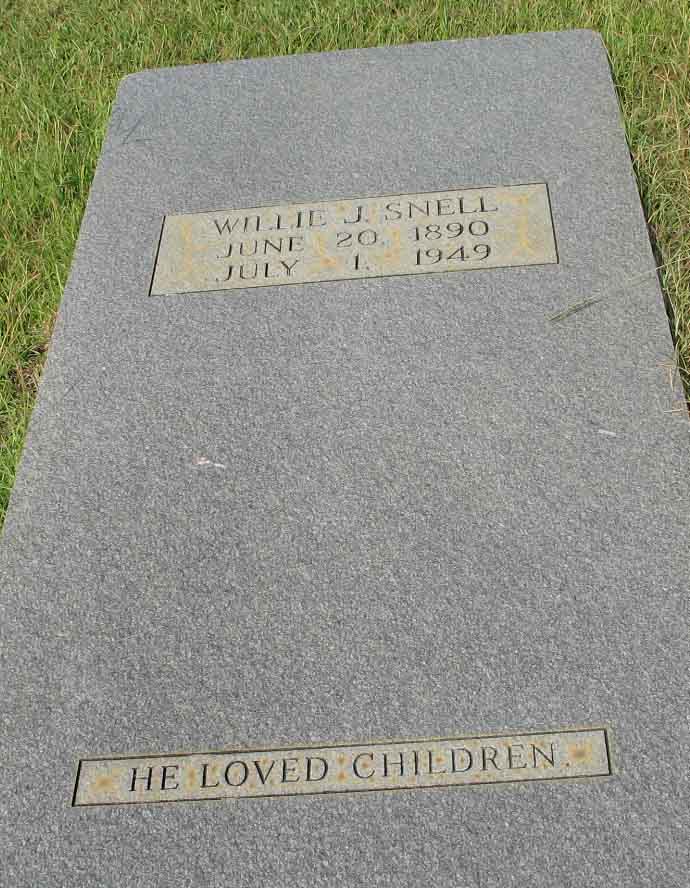 WILLIE J. SNELL
JUNE 20, 1890
JULY 1, 1949
HE LOVED CHILDREN.